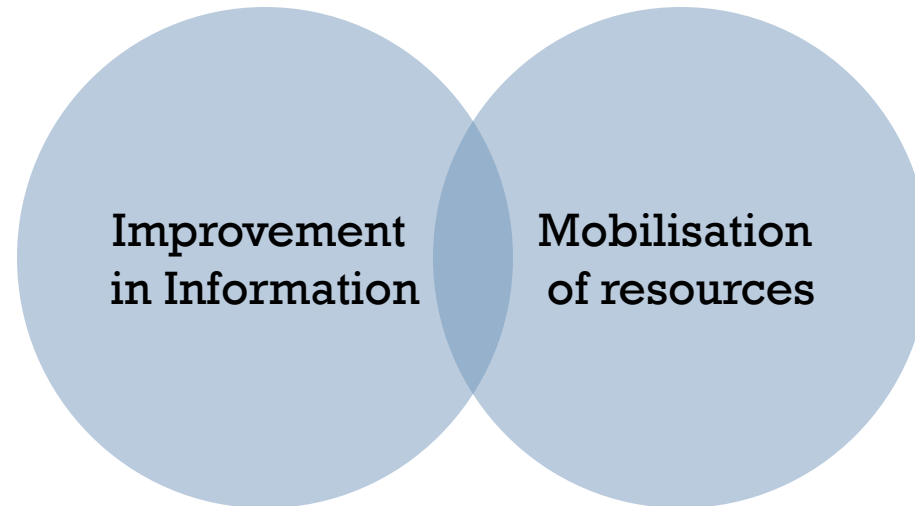 Improvement
in Information
Mobilisation
of resources